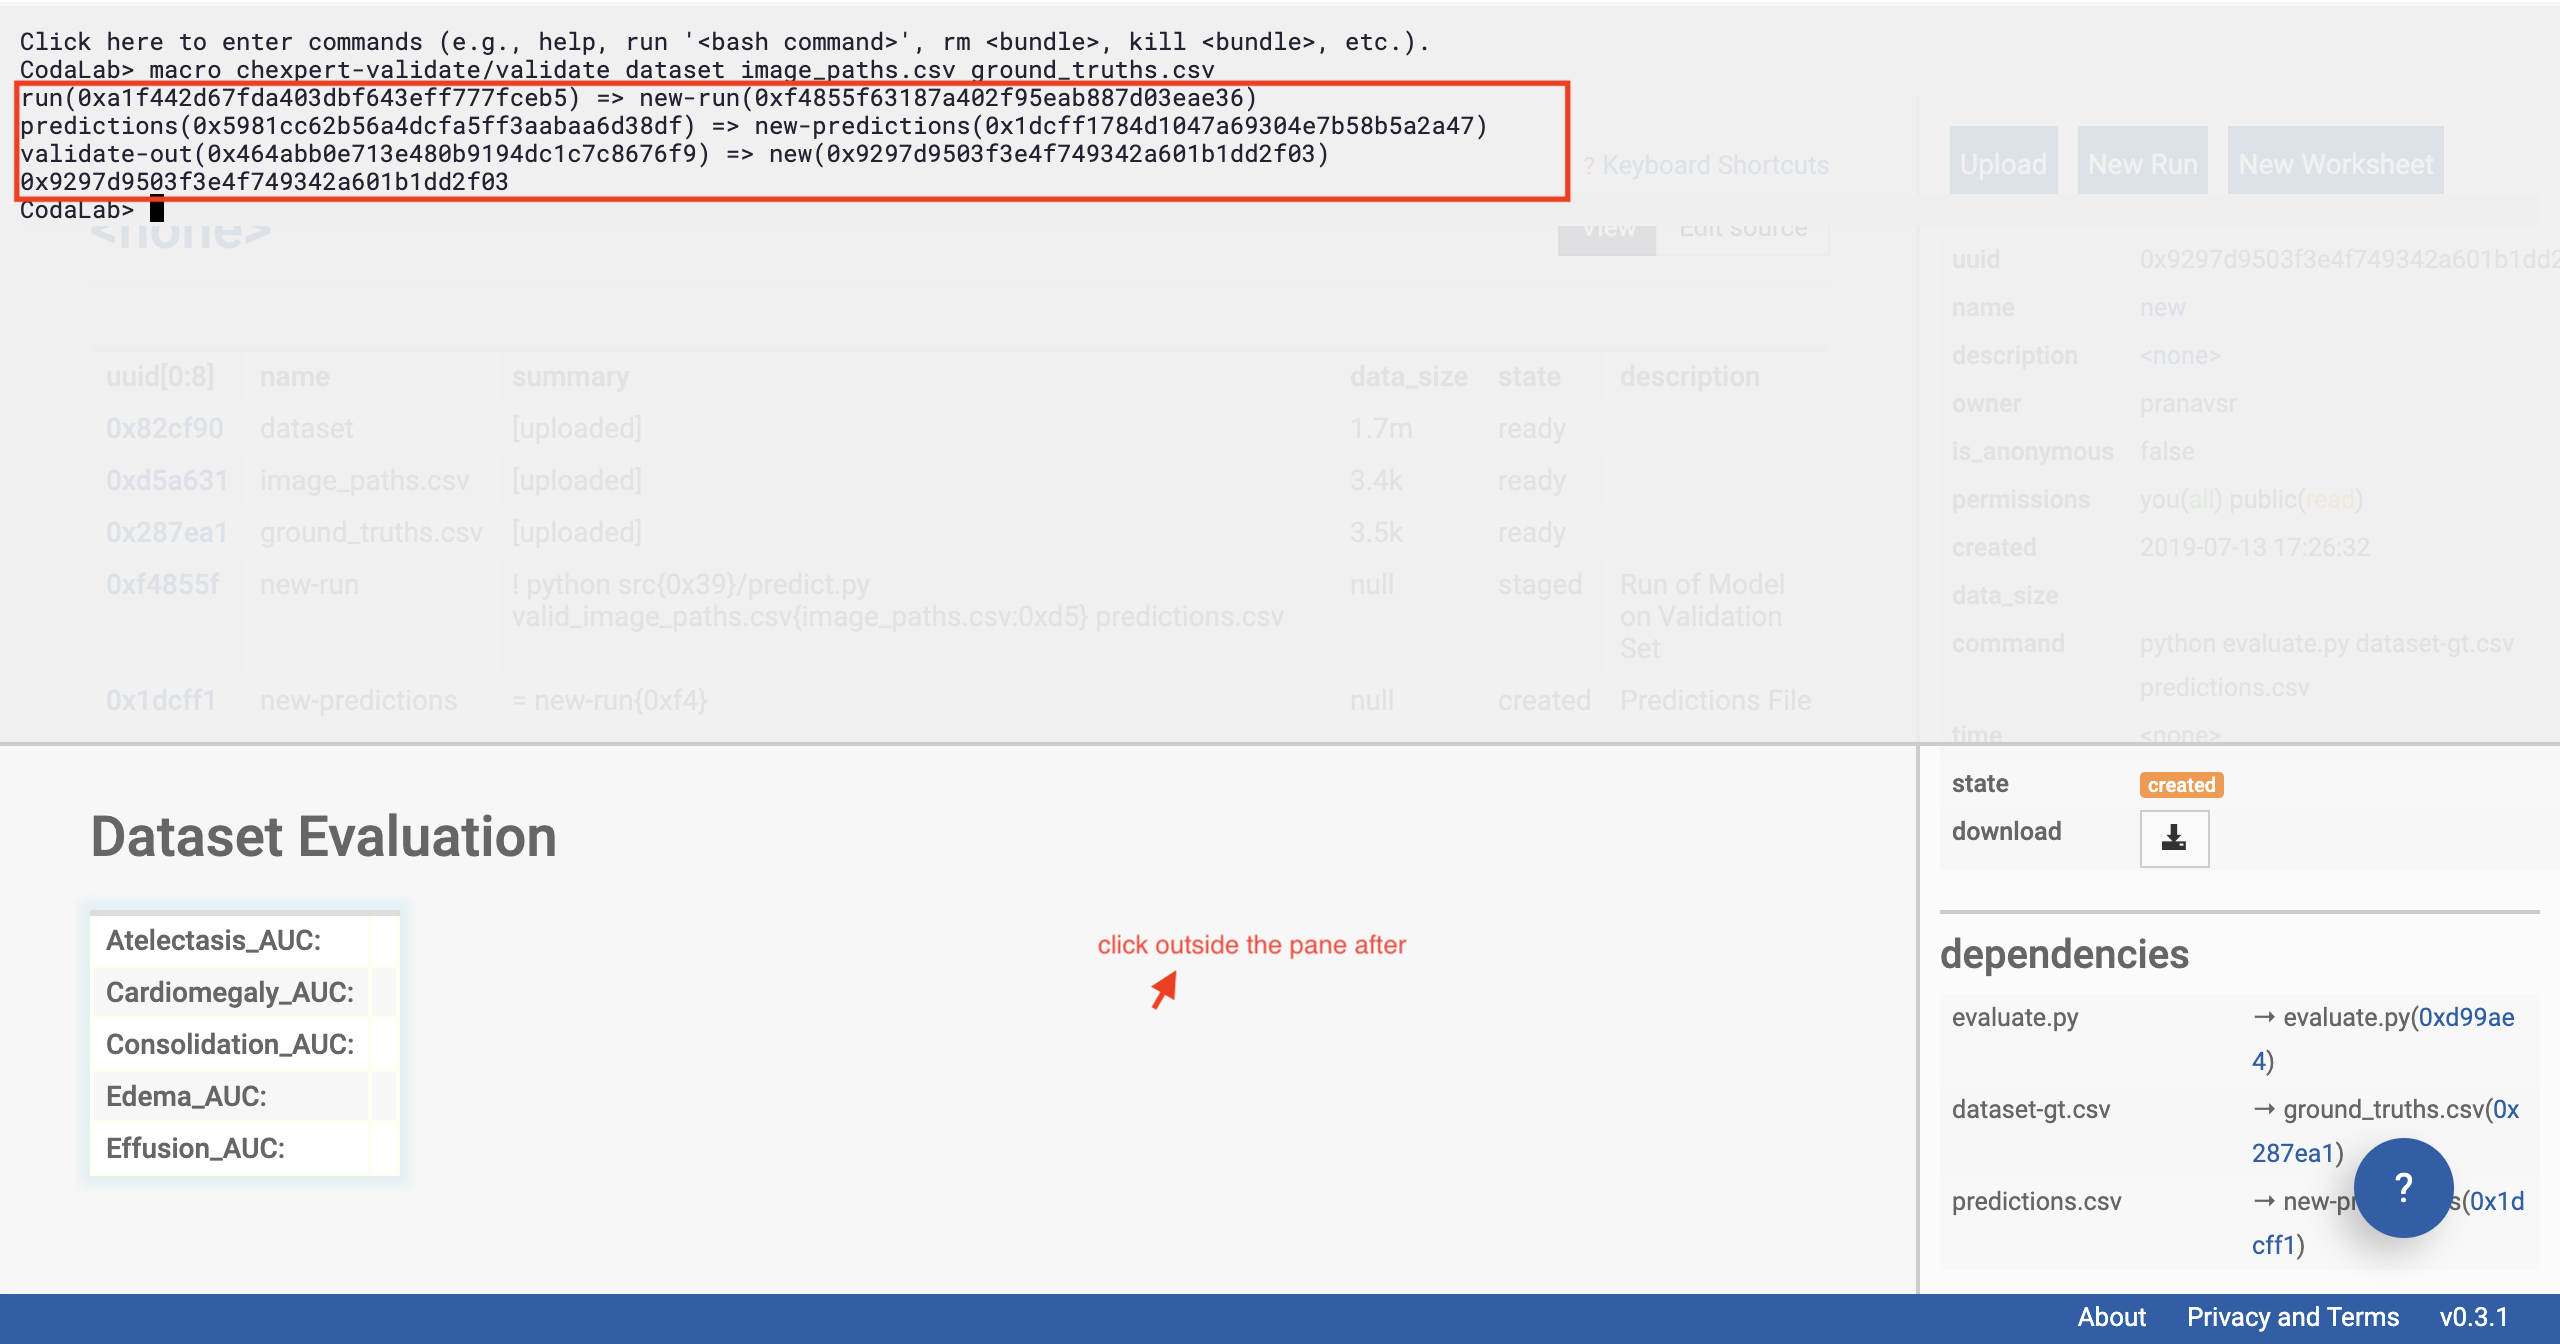 Click here to enter commands (e.g., help, run '<bash command>', rm <bundle>, kill <bundle>, etc.).
CodaLab> macro chexpert-validate/validate dataset image_paths.csv ground_truths.csv
run(0xa1f442d67fda403dbf643eff777fceb5) => new-run(0xf4855f63187a402f95eab887d03eae36)
predictions(0x5981cc62b56a4dcfa5ff3aabaa6d38df) => new-predictions(0x1dcff1784d1047a69304e7b58b5a2a47)
validate-out(0x464abb0e713e480b9194dc1c7c8676f9) => new(0x9297d9503f3e4f749342a601b1dd2f03)
0x9297d9503f3e4f749342a601b1dd2f03
CodaLab>
? Keyboard Shortcuts
Upload New Run New Worksheet
<none>
View Edit source
uuid[0:8] name summary data_size state description
0x82cf90 dataset [uploaded] 1.7m ready
0xd5a631 image_paths.csv [uploaded] 3.4k ready
0x287ea1 ground_truths.csv [uploaded] 3.5k ready
0xf4855f new-run ! python src{0x39}/predict.py null staged Run of Model
valid_image_paths.csv{image_paths.csv:0xd5} predictions.csv on Validation
Set
0x1dcff1 new-predictions = new-run{0xf4} null created Predictions File
Dataset Evaluation
Atelectasis_AUC:
Cardiomegaly_AUC:
Consolidation_AUC:
Edema_AUC:
Effusion_AUC:
click outside the pane after
uuid 0x9297d9503f3e4f749342a601b1dd2
name new
description <none>
owner pranavsr
is_anonymous false
permissions you(all) public(read)
created 2019-07-13 17:26:32
data_size
command python evaluate.py dataset-gt.csv
predictions.csv
time <none>
state created
download
dependencies
evaluate.py → evaluate.py(0xd99ae
4)
dataset-gt.csv → ground_truths.csv(0x
287ea1)
predictions.csv → s(0x1d
cff1)
?
About Privacy and Terms v0.3.1